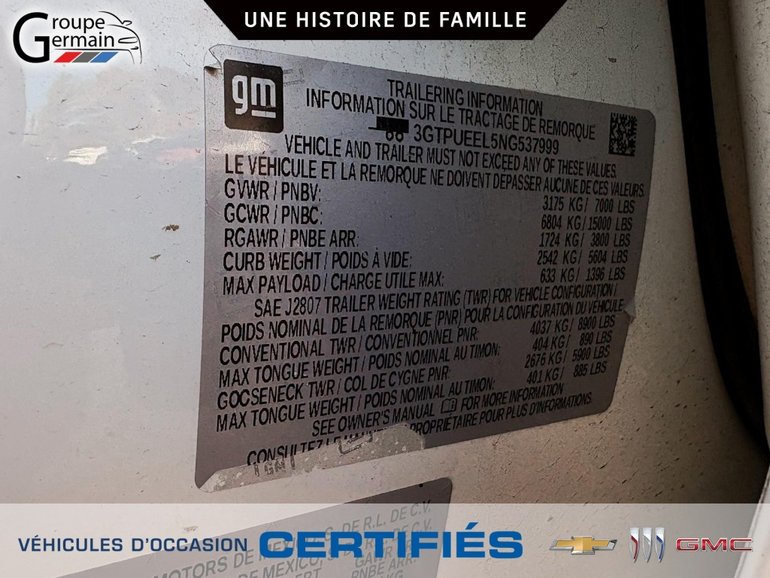 Groupe
Germain
UNE HISTOIRE DE FAMILLE
gm
TRAILERING INFORMATION
INFORMATION SUR LE TRACTAGE DE REMORQUE
3GTPUEEL5NG537999
VEHICLE AND TRAILER MUST NOT EXCEED ANY OF THESE VALUES.
LE VÉHICULE ET LA REMORQUE NE DOIVENT DÉPASSER AUCUNE DE CES VALEURS.
GVWR / PNBV: 3175 KG / 7000 LBS
GCWR / PNBC: 6804 KG / 15000 LBS
RGAWR / PNBE ARR: 1724 KG / 3800 LBS
CURB WEIGHT / POIDS À VIDE: 2542 KG / 5604 LBS
MAX PAYLOAD / CHARGE UTILE MAX: 633 KG / 1396 LBS
SAE J2807 TRAILER WEIGHT RATING (TWR) FOR VEHICLE CONFIGURATION /
POIDS NOMINAL DE LA REMORQUE (PNR) POUR LA CONFIGURATION DU VÉHICULE
CONVENTIONAL TWR / CONVENTIONNEL PNR: 4037 KG / 8900 LBS
MAX TONGUE WEIGHT / POIDS NOMINAL AU TIMON: 404 KG / 890 LBS
GOOSENECK TWR / COL DE CYGNE PNR: 2676 KG / 5900 LBS
MAX TONGUE WEIGHT / POIDS NOMINAL AU TIMON: 401 KG / 885 LBS
SEE OWNER'S MANUAL FOR MORE INFORMATION
CONSULTEZ PROPRIÉTAIRE POUR PLUS D'INFORMATIONS.
MOTORS DE MEXICO, S. DE R.L. DE C.V.
VÉHICULES D'OCCASION CERTIFIÉS GMC